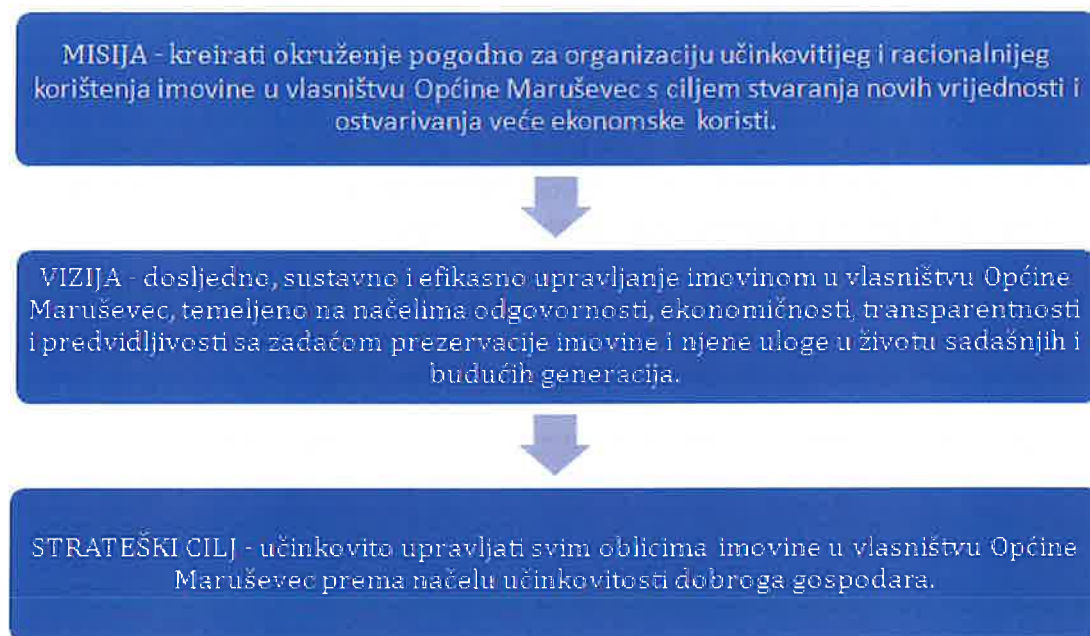 MISIJA - kreirati okruženje pogodno za organizaciju učinkovitijeg i racionalnijeg
korištenja imovine u vlasništvu Općine Maruševec s ciljem stvaranja novih vrijednosti i
ostvarivanja veće ekonomske koristi.
VIZIJA - dosljedno, sustavno i efikasno upravljanje imovinom u vlasništvu Općine
Maruševec, temeljeno na načelima odgovornosti, ekonomičnosti, transparentnosti
i predvidljivosti sa zadaćom prezervacije imovine i njene uloge u životu sadašnjih i
budućih generacija.
STRATEŠKI CILJ - učinkovito upravljati svim oblicima imovine u vlasništvu Općine
Maruševec prema načelu učinkovitosti dobroga gospodara.